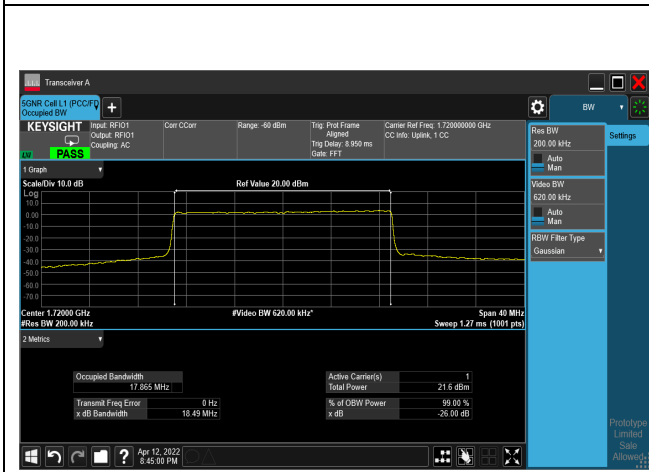 Transceiver A
5GNR Cell L1 (PCC/FD
Occupied BW
BW
KEYSIGHT
Input: RFIO1
Output: RFIO1
Coupling: AC
Corr CCorr
Range: -60 dBm
Trig: Prot Frame
Aligned
Trig Delay: 8.950 ms
Gate: FFT
Carrier Ref Freq: 1.720000000 GHz
CC Info: Uplink, 1 CC
LXI
PASS
1 Graph
Scale/Div 10.0 dB
Ref Value 20.00 dBm
Log
10.0
0.00
-10.0
-20.0
-30.0
-40.0
-50.0
-60.0
-70.0
Center 1.72000 GHz
#Video BW 620.00 kHz*
Span 40 MHz
#Res BW 200.00 kHz
Sweep 1.27 ms (1001 pts)
2 Metrics
Occupied Bandwidth
17.865 MHz
Transmit Freq Error 0 Hz
x dB Bandwidth 18.49 MHz
Active Carrier(s) 1
Total Power 21.6 dBm
% of OBW Power 99.00 %
x dB -26.00 dB
Res BW
200.00 kHz
Auto
Man
Video BW
620.00 kHz
Auto
Man
RBW Filter Type
Gaussian
Settings
Prototype
Limited
Sale
Allowed
?
Apr 12, 2022
8:45:00 PM